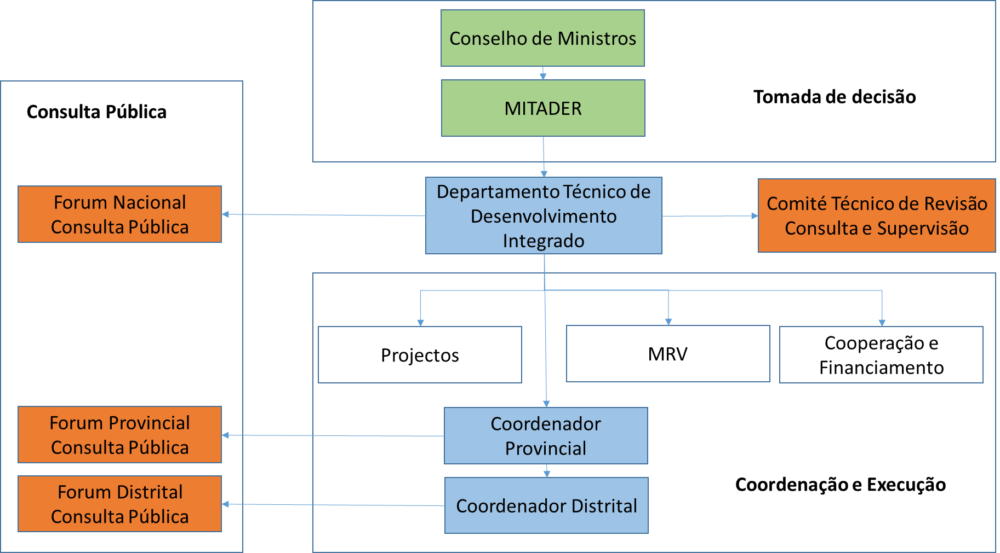 Conselho de Ministros
MITADER
Tomada de decisão
Consulta Pública
Forum Nacional
Consulta Pública
Departamento Técnico de
Desenvolvimento
Integrado
Comité Técnico de Revisão
Consulta e Supervisão
Projectos
MRV
Cooperação e
Financiamento
Forum Provincial
Consulta Pública
Coordenador
Provincial
Forum Distrital
Consulta Pública
Coordenador Distrital
Coordenação e Execução